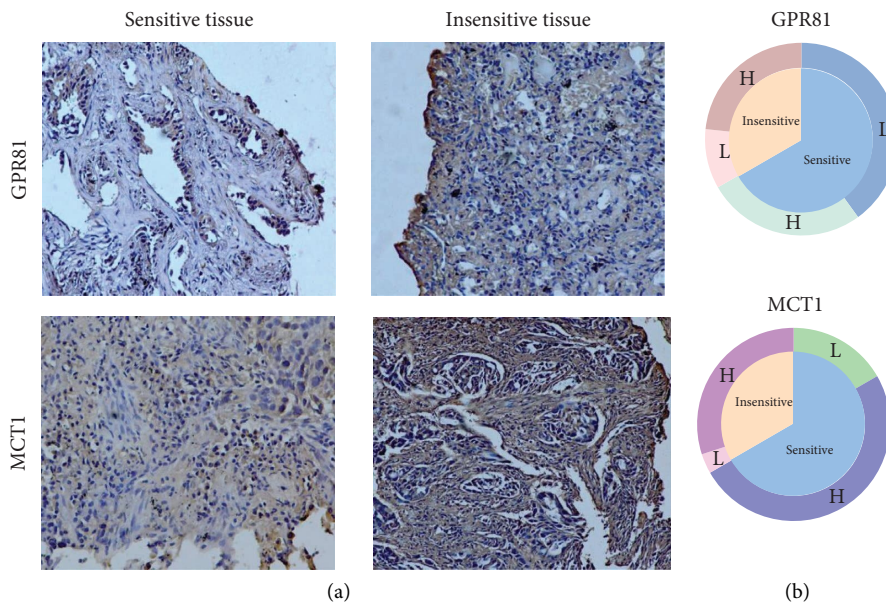 Sensitive tissue
Insensitive tissue
GPR81
MCT1
(a)
GPR81
H
L
Insensitive
Sensitive
L
H
MCT1
L
H
Insensitive
Sensitive
L
H
(b)